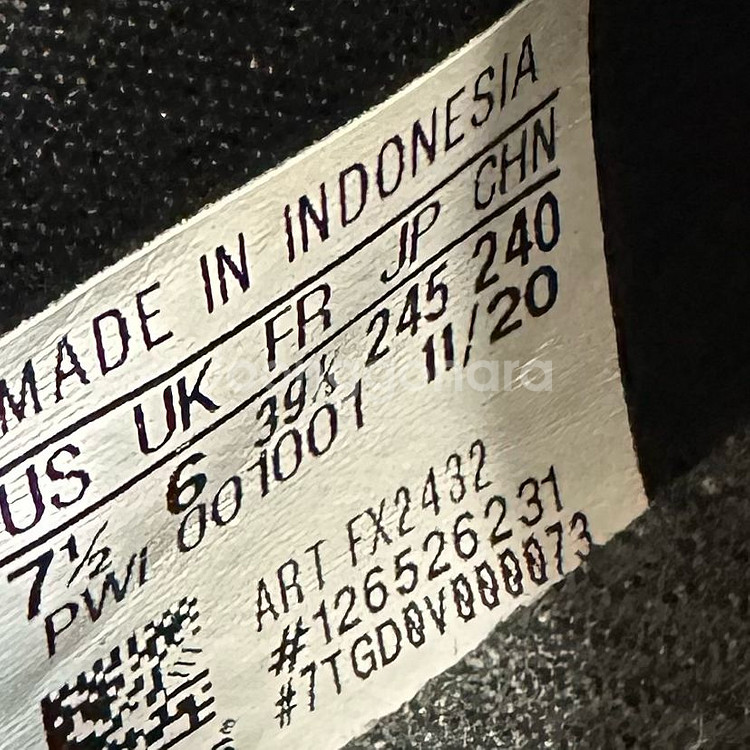 MADE IN INDONESIA
US UK FR JP CHN
7½ 6 39⅓ 245 240
PWI 001001 11/20
ART FX2432
#126526231
#7TGD0V000073